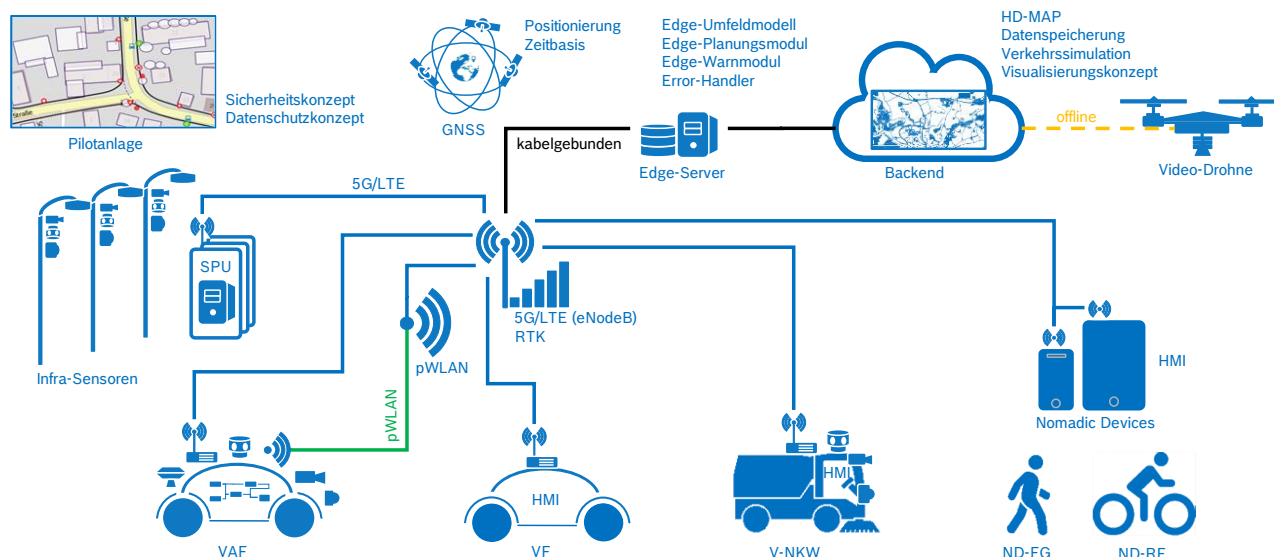 Straße
Pilotanlage
Sicherheitskonzept
Datenschutzkonzept
GNSS
Positionierung
Zeitbasis
Edge-Umfeldmodell
Edge-Planungsmodul
Edge-Warnmodul
Error-Handler
HD-MAP
Datenspeicherung
Verkehrssimulation
Visualisierungskonzept
kabelgebunden
Edge-Server
Backend
offline
Video-Drohne
5G/LTE
SPU
Infra-Sensoren
5G/LTE (eNodeB)
RTK
pWLAN
pWLAN
HMI
Nomadic Devices
HMI
HMI
VAF
VF
V-NKW
ND-FG
ND-RF